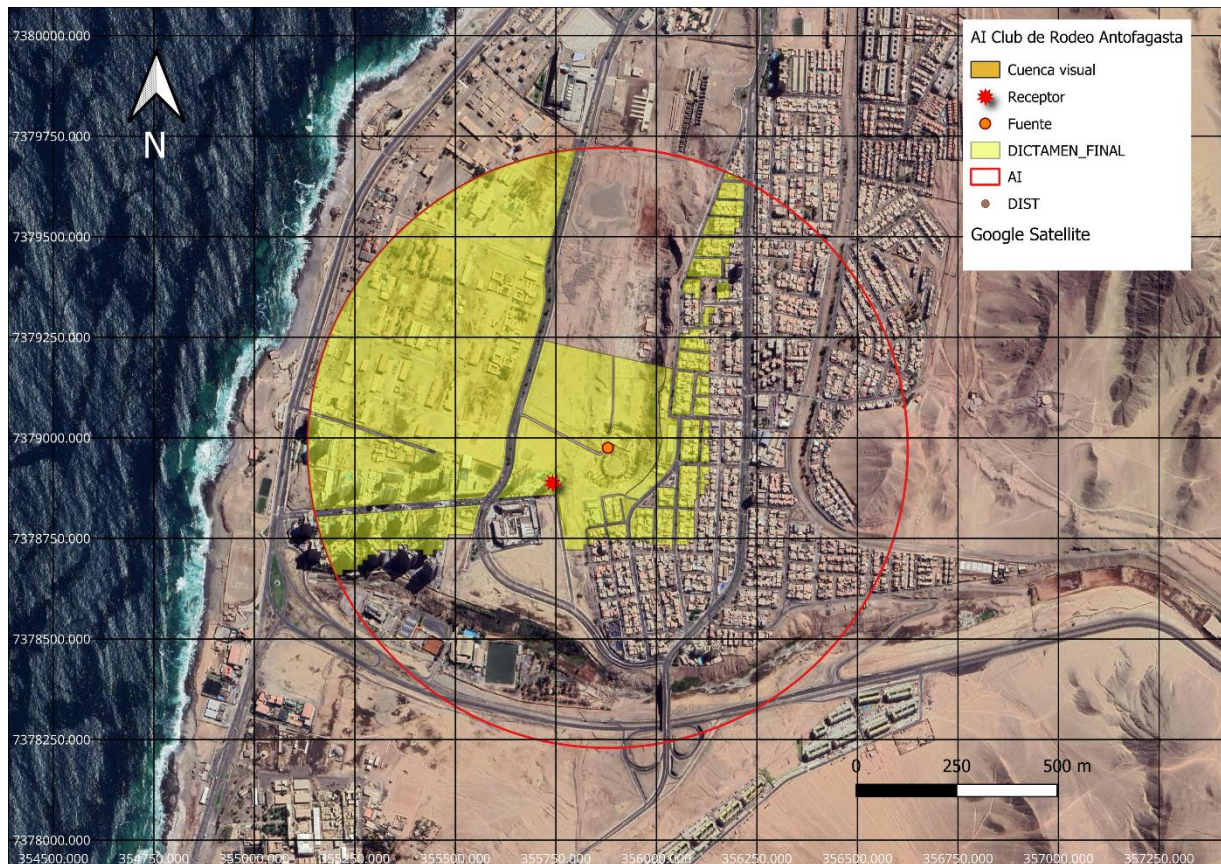 AI Club de Rodeo Antofagasta
Cuenca visual
Receptor
Fuente
DICTAMEN_FINAL
AI
DIST
Google Satellite
N
7380000.000
7379750.000
7379500.000
7379250.000
7379000.000
7378750.000
7378500.000
7378250.000
7378000.000
0 250 500 m
354500.000 354750.000 355000.000 355250.000 355500.000 355750.000 356000.000 356250.000 356500.000 356750.000 357000.000 357250.000